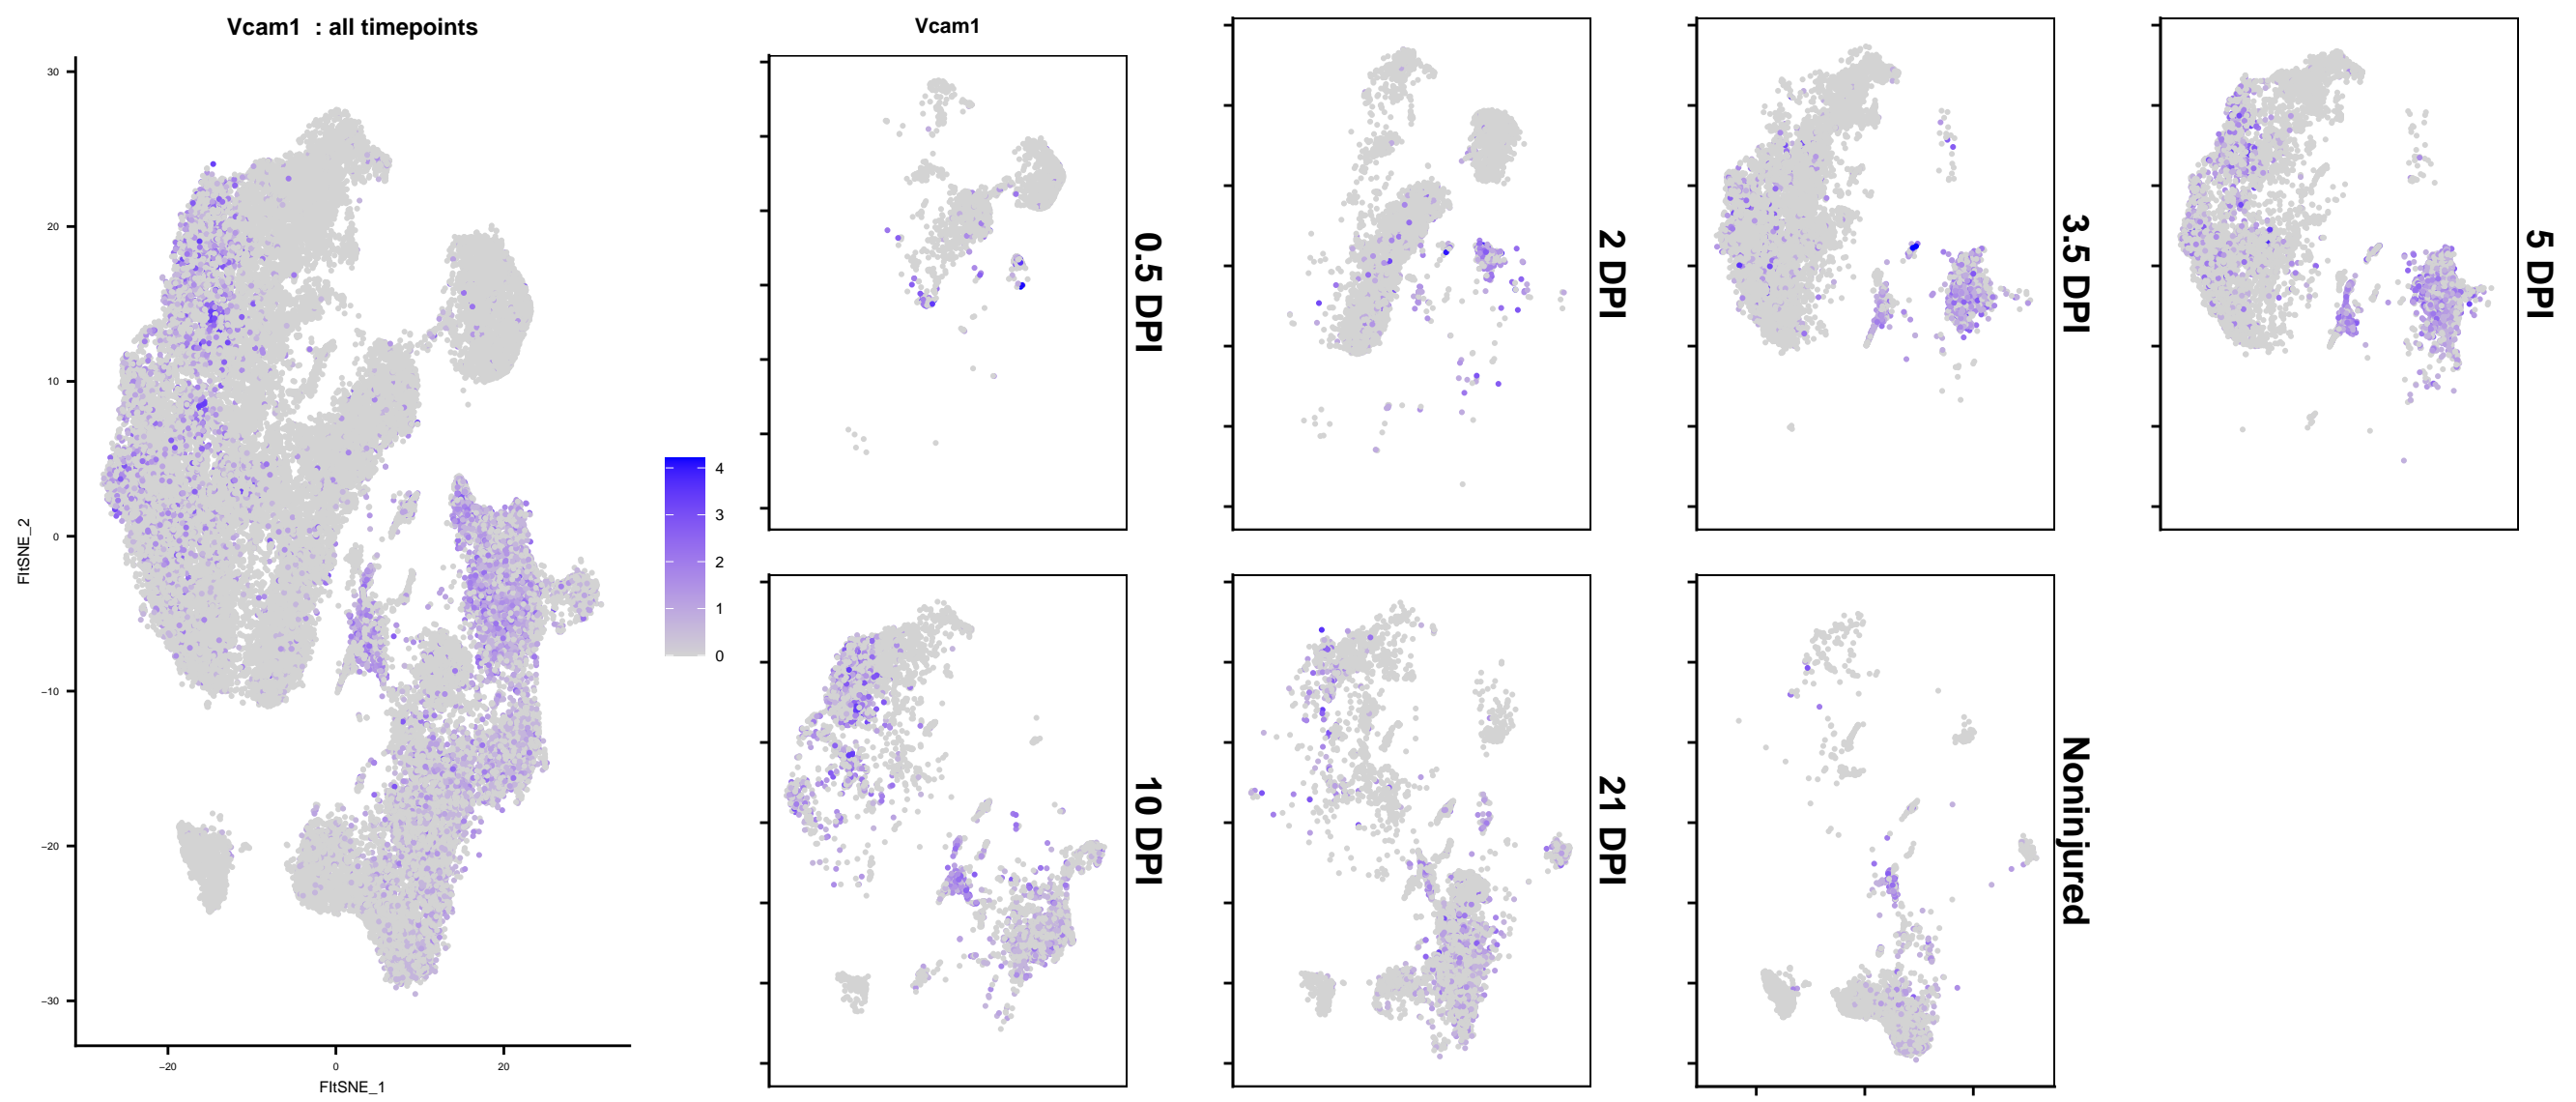 Vcam1 : all timepoints
30
20
10
0
−10
−20
−30
FItSNE_2
−20
0
20
FItSNE_1
4
3
2
1
0
Vcam1
0.5 DPI
2 DPI
3.5 DPI
5 DPI
10 DPI
21 DPI
Noninjured